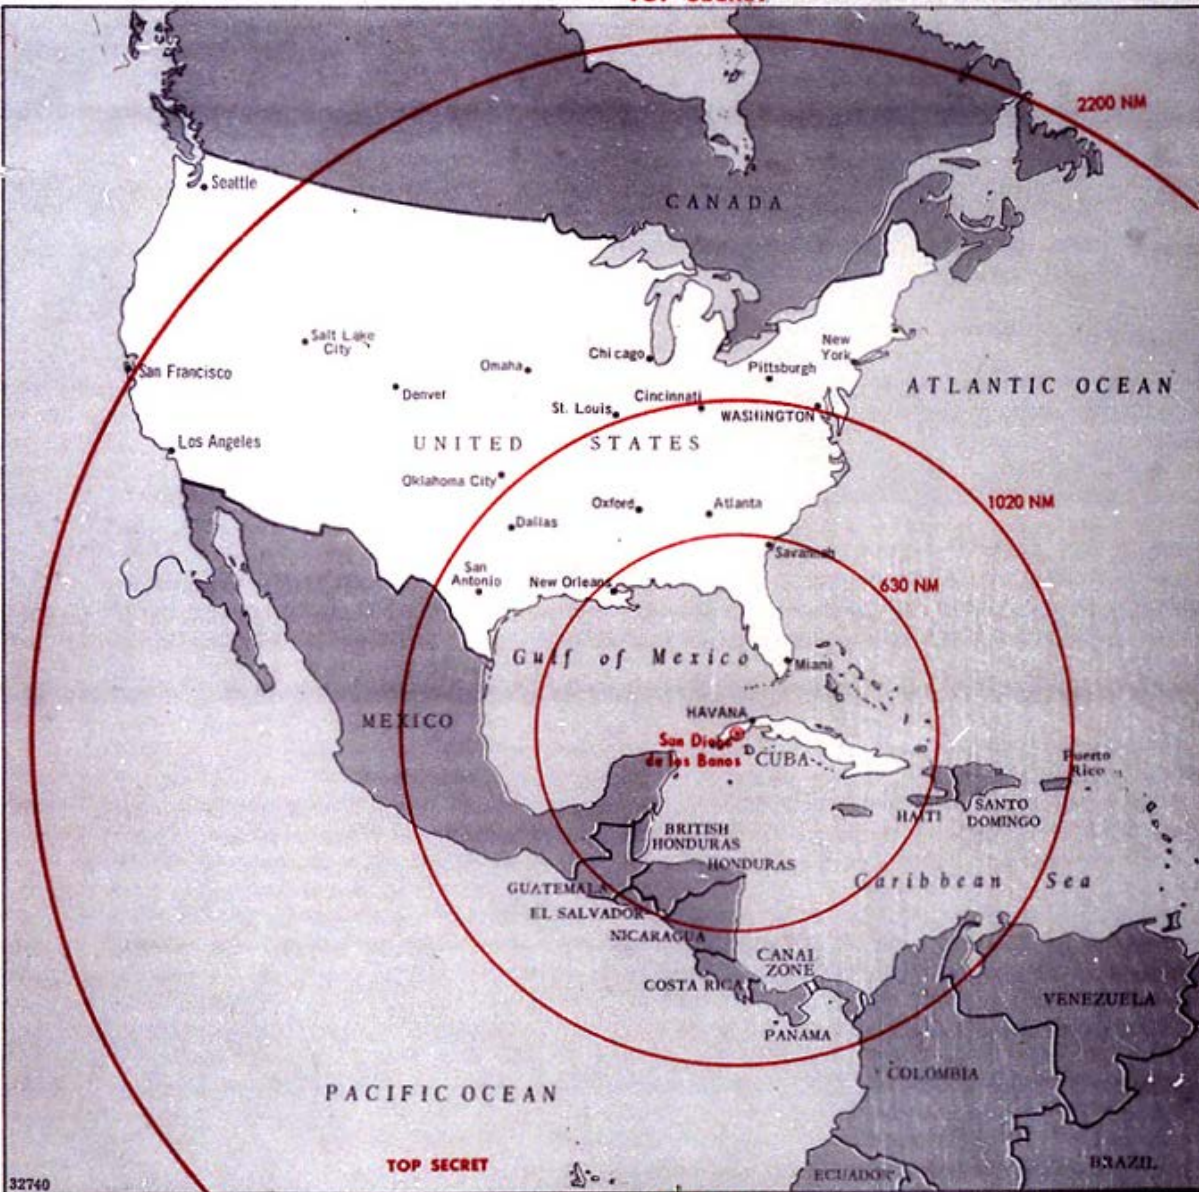 TOP SECRET
2200 NM
CANADA
Seattle
Salt Lake
City
San Francisco
Denver
Omaha
Chicago
New
York
Pittsburgh
ATLANTIC OCEAN
Cincinnati
St. Louis
WASHINGTON
Los Angeles
UNITED STATES
Oklahoma City
Oxford
Atlanta
1020 NM
Dallas
Savannah
San
Antonio
New Orleans
630 NM
Gulf of Mexico
Miami
MEXICO
HAVANA
San Diego
de los Banos
CUBA
Puerto
Rico
HAITI
SANTO
DOMINGO
BRITISH
HONDURAS
HONDURAS
GUATEMALA
Caribbean Sea
EL SALVADOR
NICARAGUA
CANAL
ZONE
COSTA RICA
VENEZUELA
PANAMA
COLOMBIA
PACIFIC OCEAN
TOP SECRET
ECUADOR
BRAZIL
32740